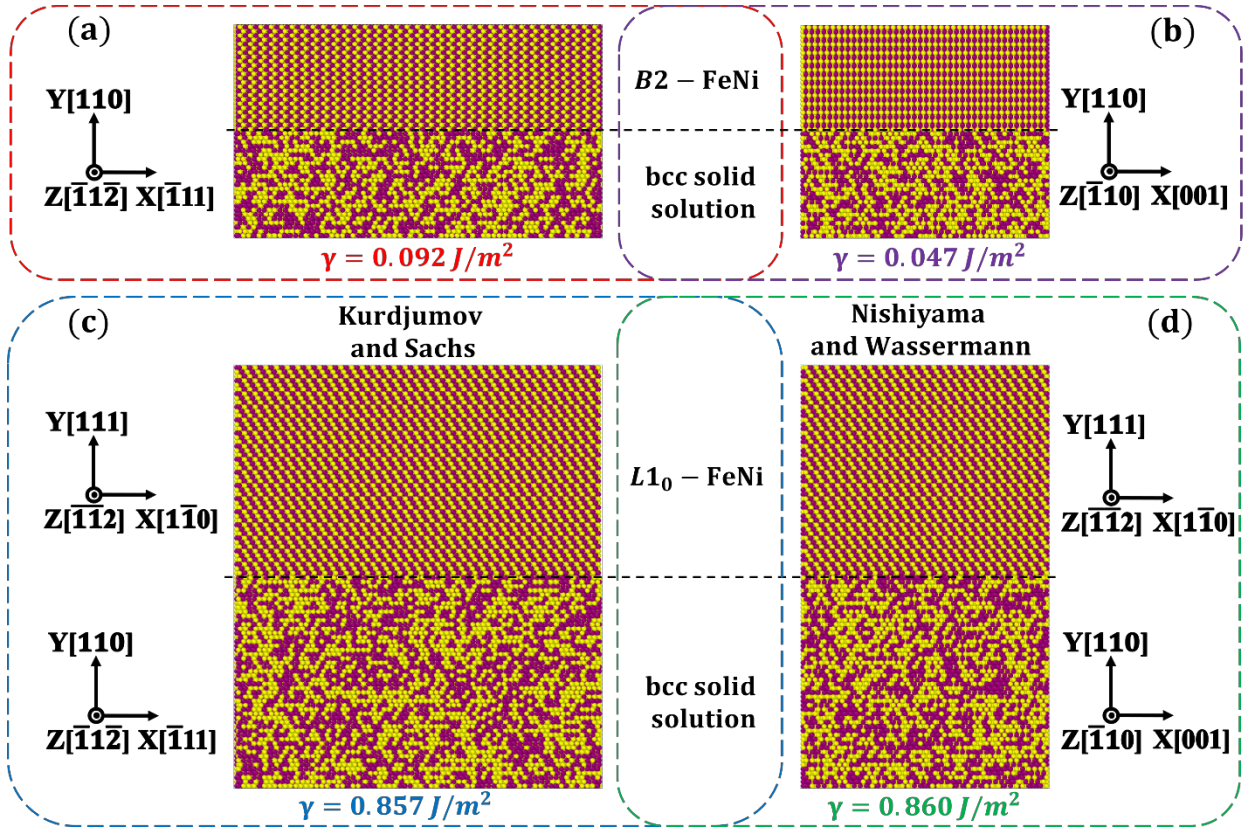 (a)
(b)
Y[110]
Z[1̅12̅] X[1̅11]
B2 − FeNi
bcc solid
solution
Y[110]
Z[1̅10] X[001]
γ = 0.092 J/m²
γ = 0.047 J/m²
(c)
Kurdjumov
and Sachs
Nishiyama
and Wassermann
(d)
Y[111]
Z[1̅1̅2] X[11̅0]
L1₀ − FeNi
Y[111]
Z[1̅1̅2] X[11̅0]
Y[110]
Z[1̅12̅] X[1̅11]
bcc solid
solution
Y[110]
Z[1̅10] X[001]
γ = 0.857 J/m²
γ = 0.860 J/m²